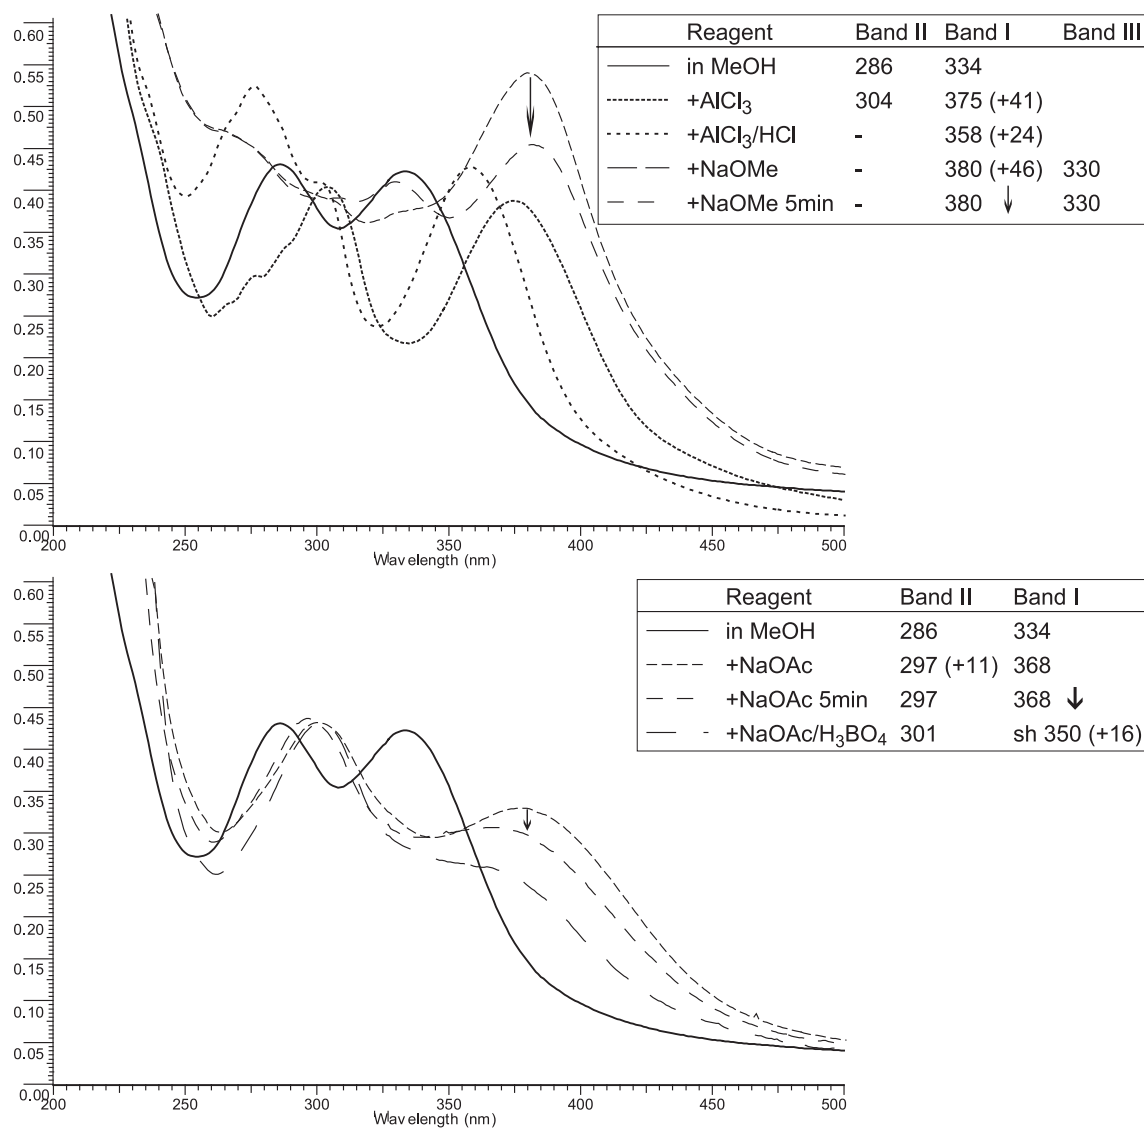 0.60
0.55
0.50
0.45
0.40
0.35
0.30
0.25
0.20
0.15
0.10
0.05
0.00
200 250 300 350 400 450 500
Wavelength (nm)
Reagent Band II Band I Band III
in MeOH 286 334
+AlCl₃ 304 375 (+41)
+AlCl₃/HCl - 358 (+24)
+NaOMe - 380 (+46) 330
+NaOMe 5min - 380 ↓ 330
0.60
0.55
0.50
0.45
0.40
0.35
0.30
0.25
0.20
0.15
0.10
0.05
0.00
200 250 300 350 400 450 500
Wavelength (nm)
Reagent Band II Band I
in MeOH 286 334
+NaOAc 297 (+11) 368
+NaOAc 5min 297 368 ↓
+NaOAc/H₃BO₄ 301 sh 350 (+16)